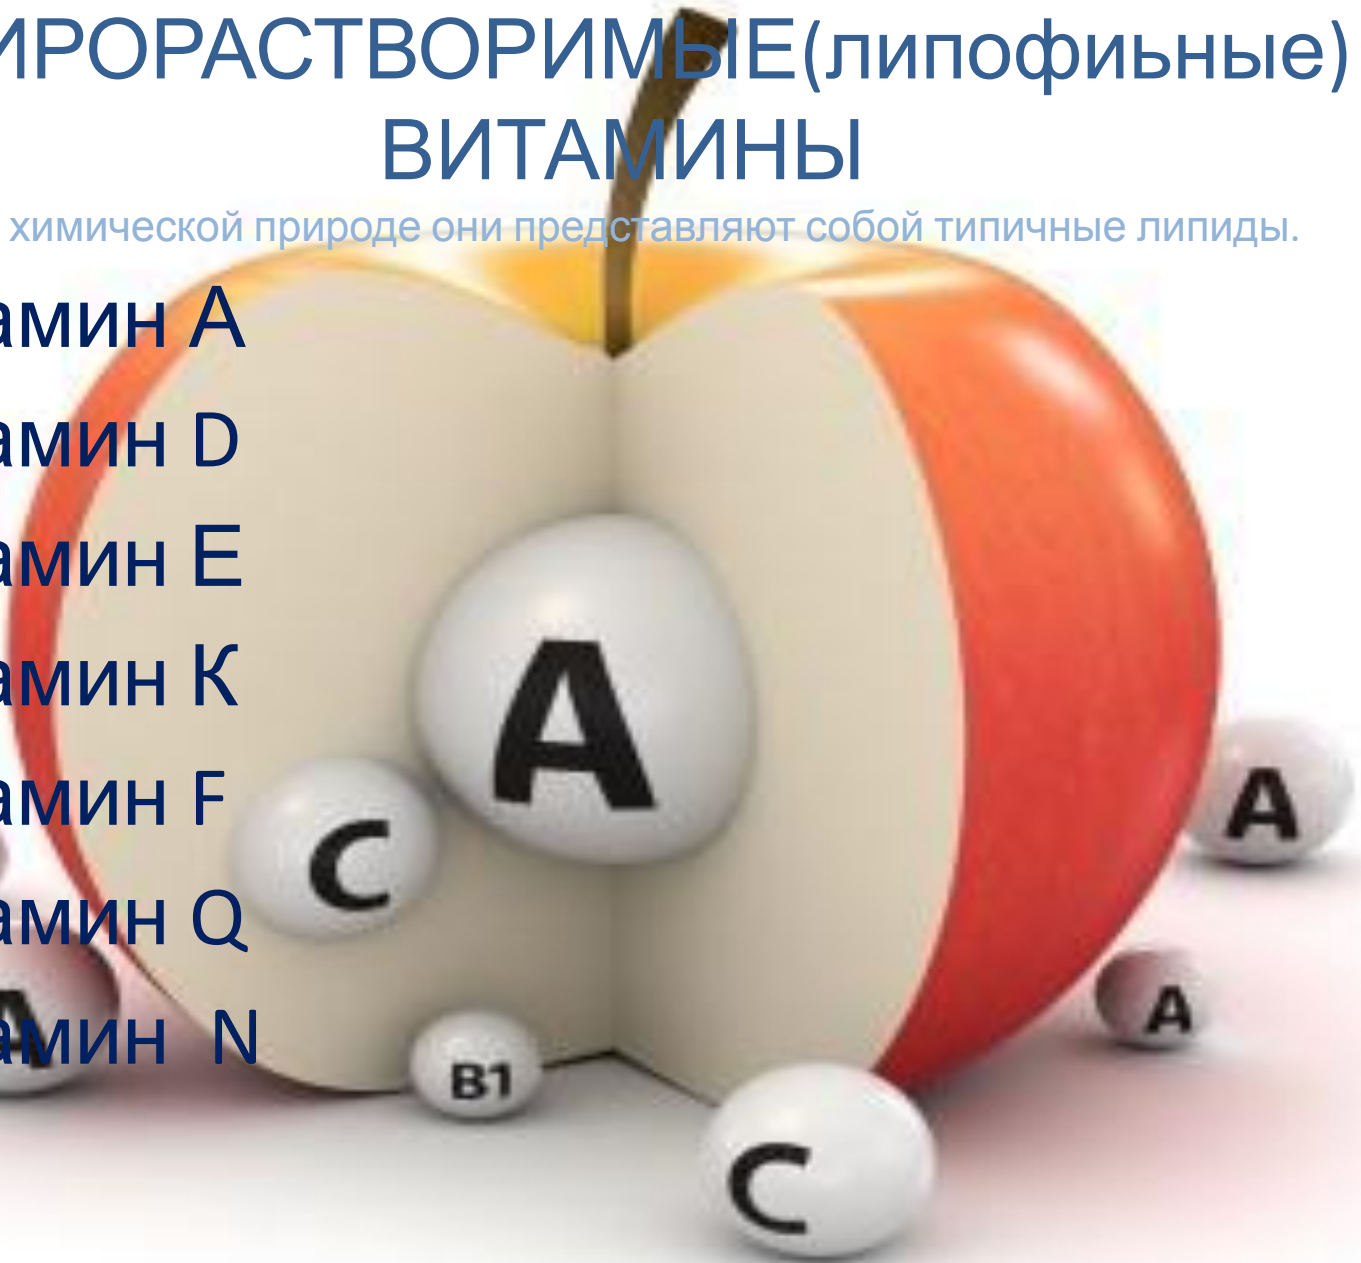 ИРОРАСТВОРИМЫЕ(липофиьные)
ВИТАМИНЫ
химической природе они представляют собой типичные липиды.
амин А
амин D
амин Е
амин К
амин F
амин Q
амин N
A
C
A
A
A
B1
C